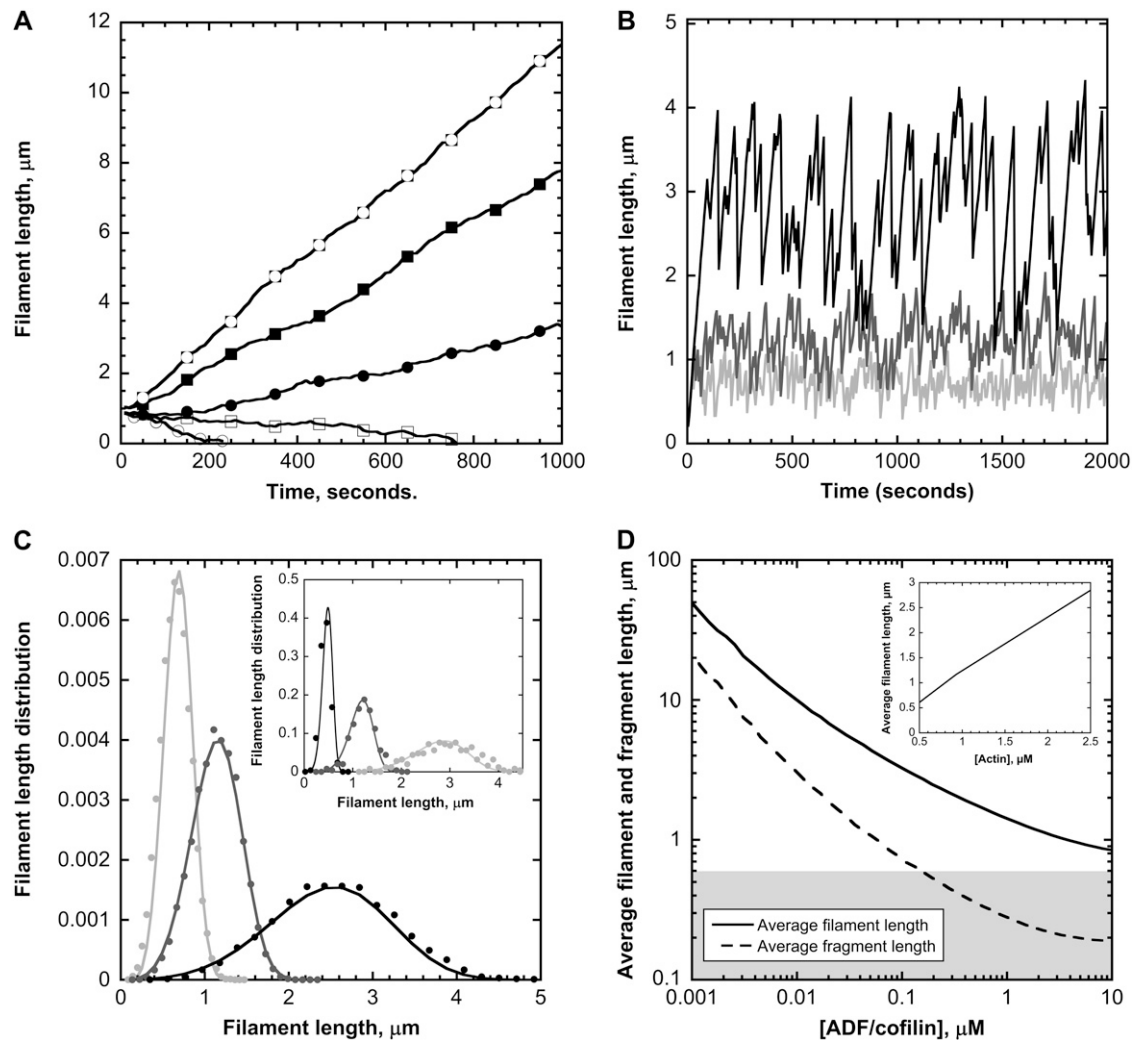 A
Filament length, μm
12
10
8
6
4
2
0
0 200 400 600 800 1000
Time, seconds.
B
Filament length, μm
5
4
3
2
1
0
0 500 1000 1500 2000
Time (seconds)
C
Filament length distribution
0.007
0.006
0.005
0.004
0.003
0.002
0.001
0
0 1 2 3 4 5
Filament length, μm
Filament length distribution
0.5
0.4
0.3
0.2
0.1
0
0 1 2 3 4
Filament length, μm
D
Average filament and fragment length, μm
100
10
1
0.1
0.001 0.01 0.1 1 10
[ADF/cofilin], μM
Average filament length, μm
3
2.5
2
1.5
1
0.5
0
0.5 1 1.5 2 2.5
[Actin], μM
Average filament length
Average fragment length